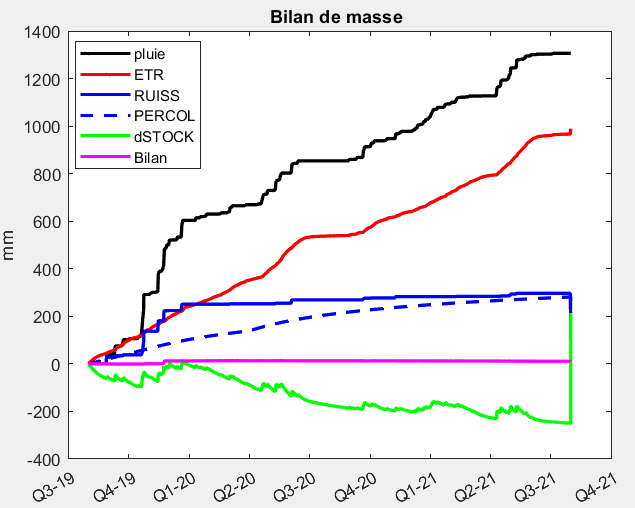 Bilan de masse
1400
1200
1000
800
600
400
200
0
-200
-400
mm
pluie
ETR
RUISS
PERCOL
dSTOCK
Bilan
Q3-19
Q4-19
Q1-20
Q2-20
Q3-20
Q4-20
Q1-21
Q2-21
Q3-21
Q4-21